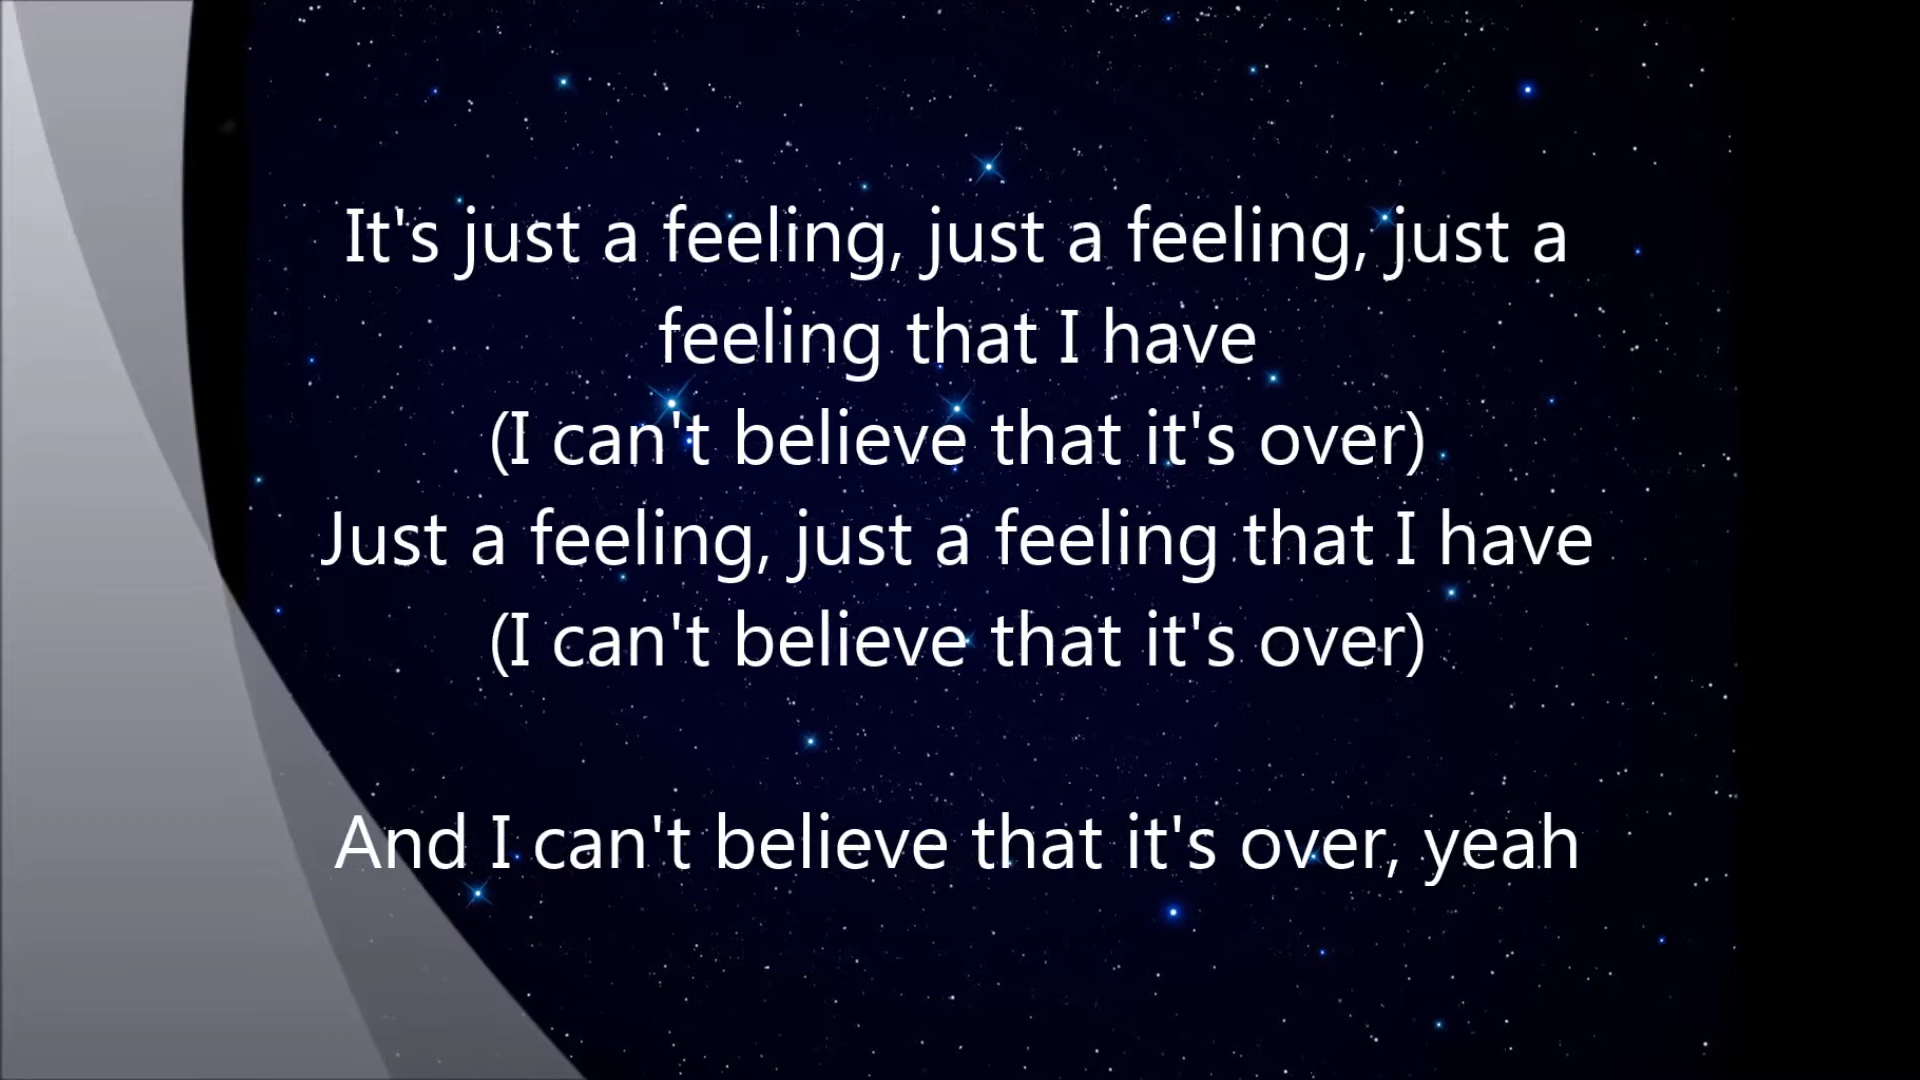 It's just a feeling, just a feeling, just a
feeling that I have
(I can't believe that it's over)
Just a feeling, just a feeling that I have
(I can't believe that it's over)
And I can't believe that it's over, yeah